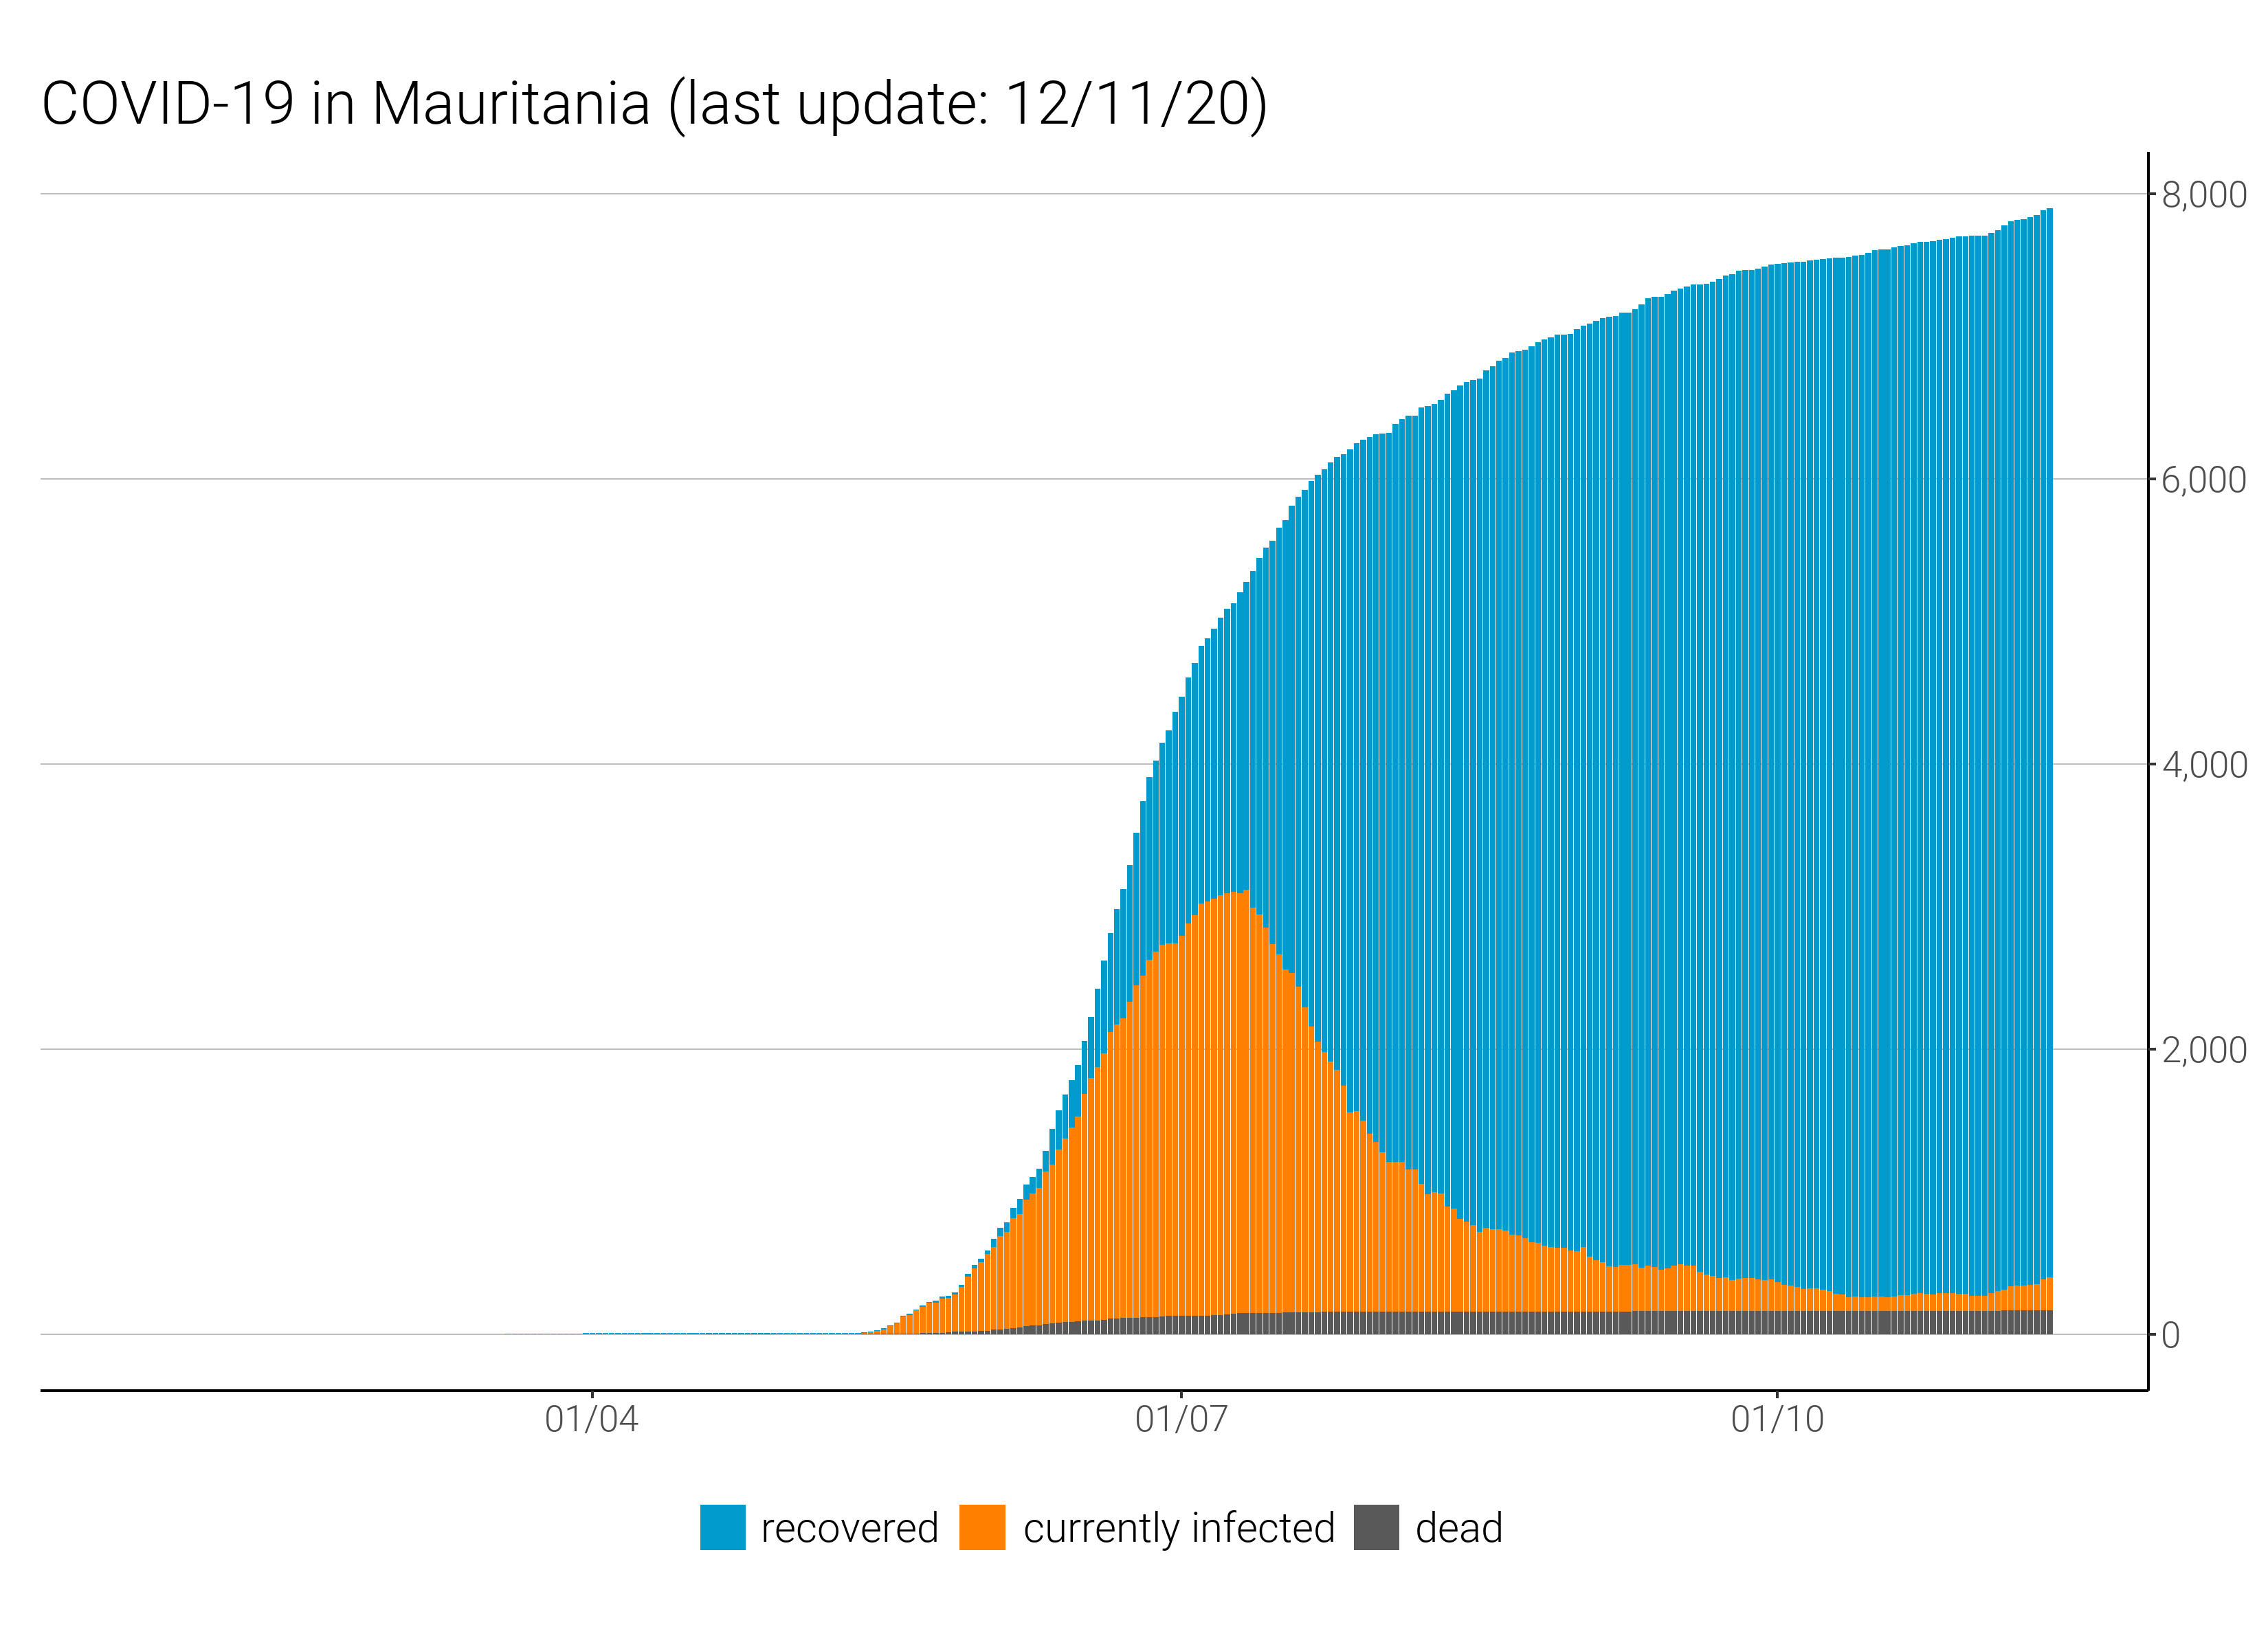 COVID-19 in Mauritania (last update: 12/11/20)
8,000
6,000
4,000
2,000
0
01/04 01/07 01/10
recovered currently infected dead